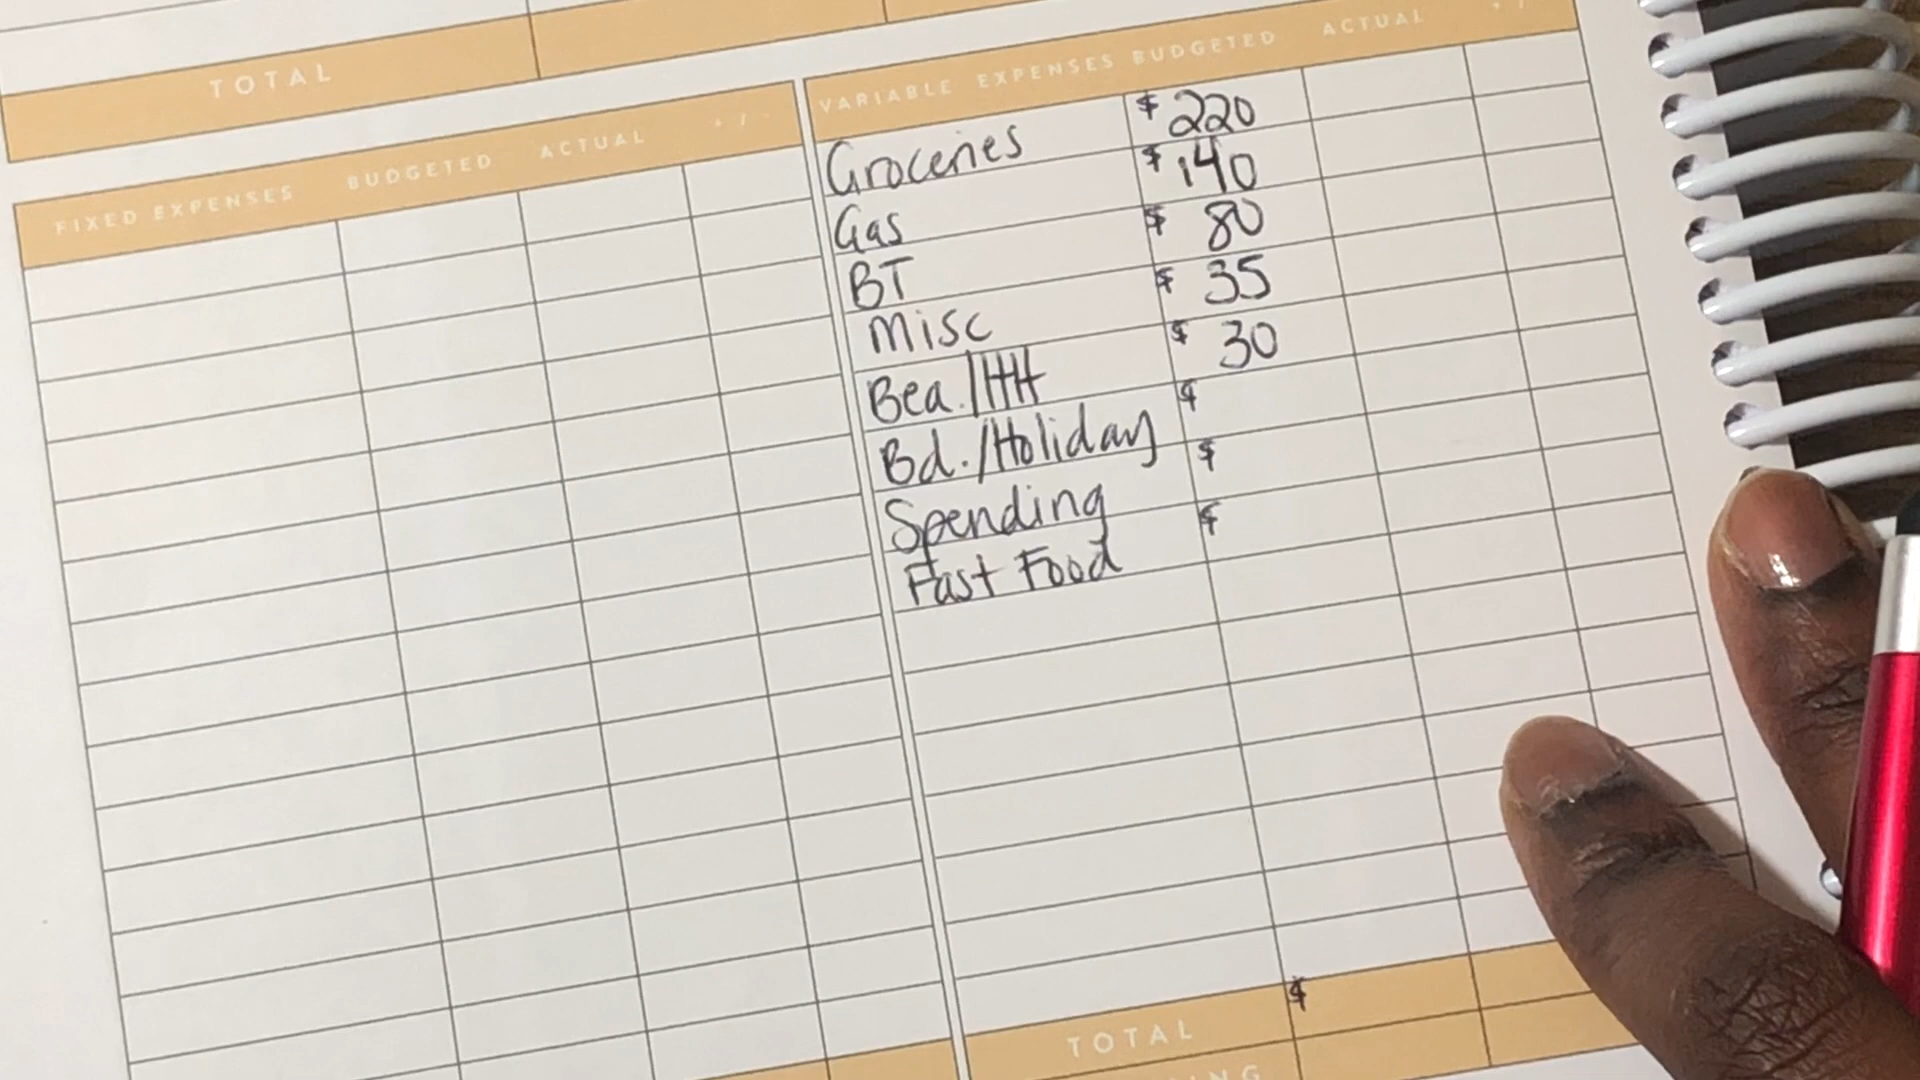 TOTAL
FIXED EXPENSES BUDGETED ACTUAL + / -
VARIABLE EXPENSES BUDGETED ACTUAL + /
Groceries $ 220
Gas $ 140
BT $ 80
Misc $ 35
Bea./HH $ 30
Bd./Holiday $
Spending $
Fast Food $
TOTAL $